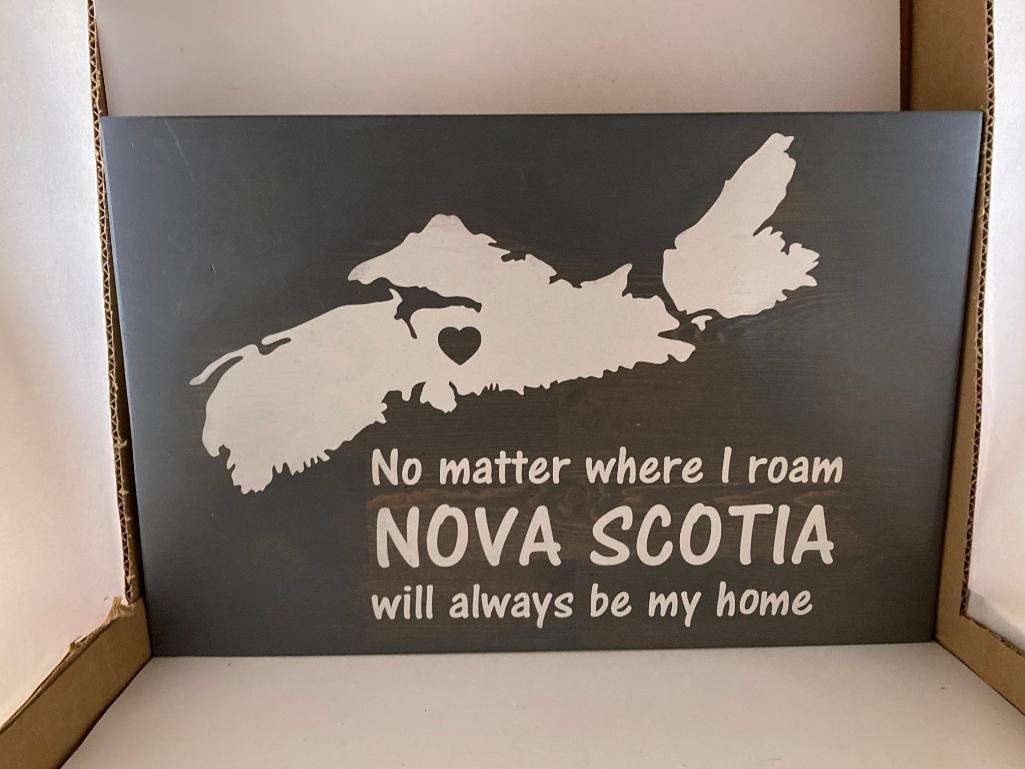 No matter where I roam
NOVA SCOTIA
will always be my home